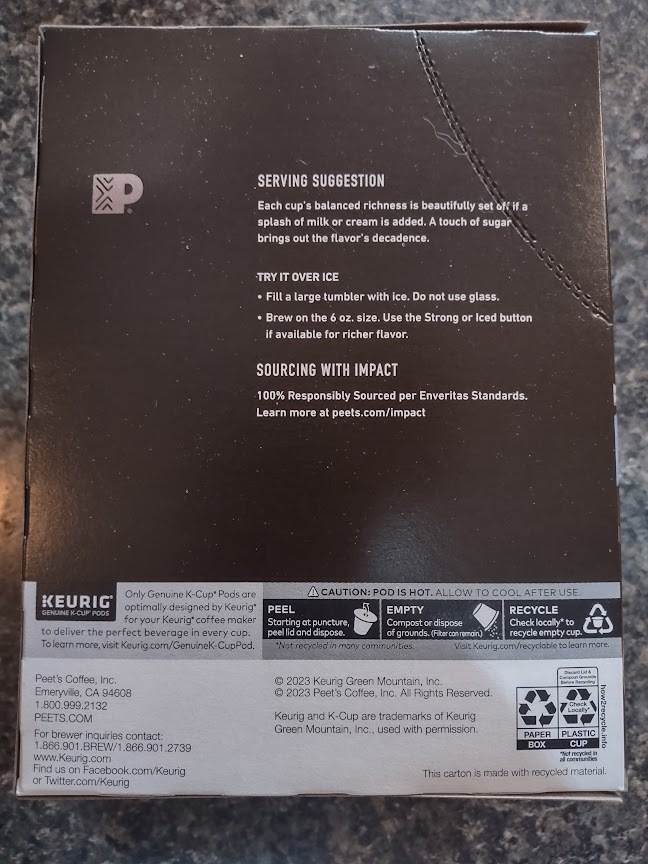 P
SERVING SUGGESTION
Each cup's balanced richness is beautifully set off if a
splash of milk or cream is added. A touch of sugar
brings out the flavor's decadence.
TRY IT OVER ICE
• Fill a large tumbler with ice. Do not use glass.
• Brew on the 6 oz. size. Use the Strong or Iced button
if available for richer flavor.
SOURCING WITH IMPACT
100% Responsibly Sourced per Enveritas Standards.
Learn more at peets.com/impact
KEURIG®
GENUINE K-CUP® PODS
Only Genuine K-Cup® Pods are
optimally designed by Keurig®
for your Keurig® coffee maker
to deliver the perfect beverage in every cup.
To learn more, visit Keurig.com/GenuineK-CupPod.
CAUTION: POD IS HOT. ALLOW TO COOL AFTER USE.
PEEL
Starting at puncture,
peel lid and dispose.
EMPTY
Compost or dispose
of grounds. (Filter can remain.)
RECYCLE
Check locally* to
recycle empty cup.
*Not recycled in many communities.
Visit Keurig.com/recyclable to learn more.
Peet's Coffee, Inc.
Emeryville, CA 94608
1.800.999.2132
PEETS.COM
For brewer inquiries contact:
1.866.901.BREW/1.866.901.2739
www.Keurig.com
Find us on Facebook.com/Keurig
or Twitter.com/Keurig
© 2023 Keurig Green Mountain, Inc.
© 2023 Peet's Coffee, Inc. All Rights Reserved.
Keurig and K-Cup are trademarks of Keurig
Green Mountain, Inc., used with permission.
Discard Lid &
Compost Grounds
Before Recycling
Check
Locally*
PAPER
BOX
PLASTIC
CUP
*Not recycled in
all communities
how2recycle.info
This carton is made with recycled material.